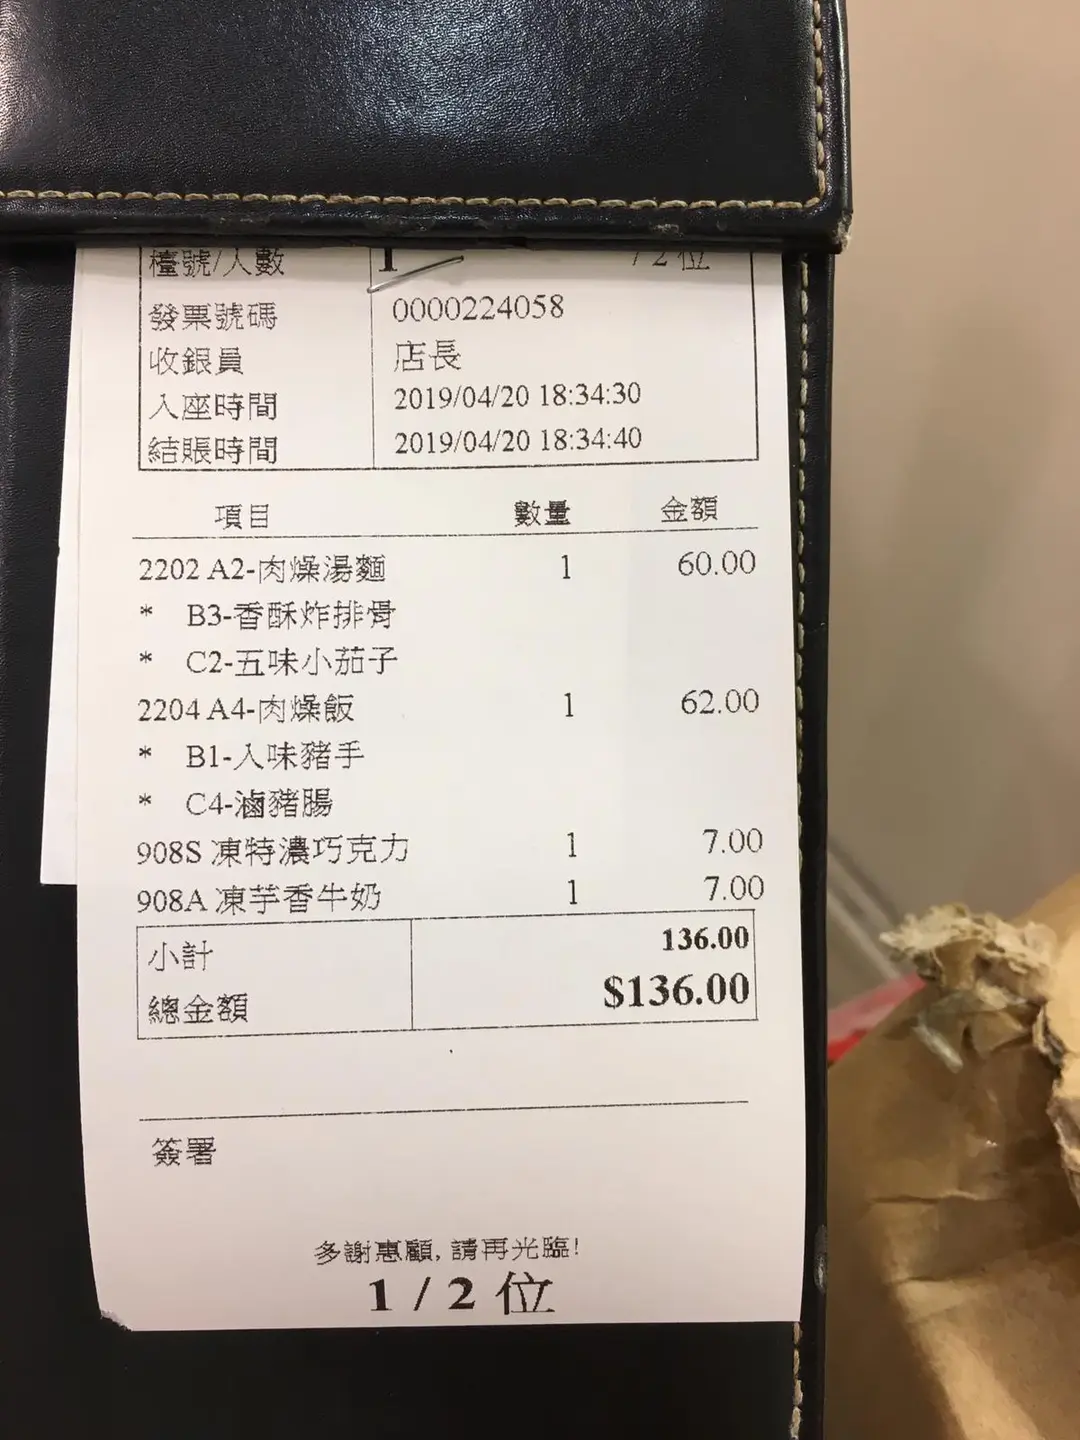 檯號/人數 1 / 2 位
發票號碼 0000224058
收銀員 店長
入座時間 2019/04/20 18:34:30
結賬時間 2019/04/20 18:34:40
項目 數量 金額
2202 A2-肉燥湯麵 1 60.00
* B3-香酥炸排骨
* C2-五味小茄子
2204 A4-肉燥飯 1 62.00
* B1-入味豬手
* C4-滷豬腸
908S 凍特濃巧克力 1 7.00
908A 凍芋香牛奶 1 7.00
小計 136.00
總金額 $136.00
簽署
多謝惠顧, 請再光臨!
1 / 2 位